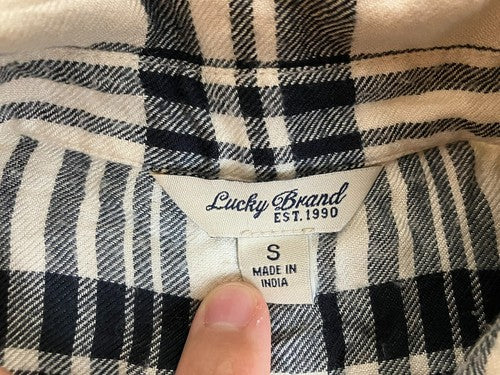 Lucky Brand
EST. 1990
S
MADE IN
INDIA